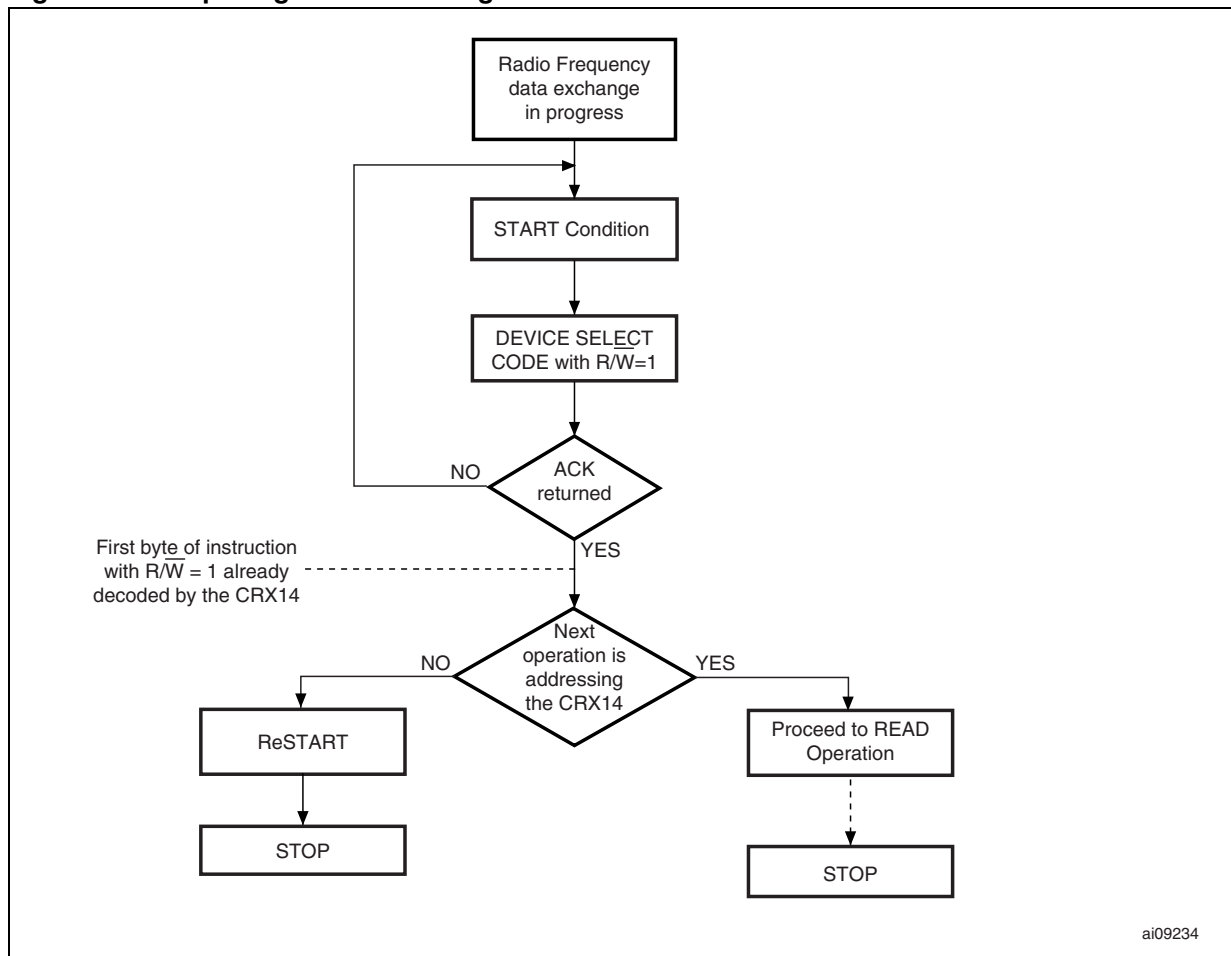 Radio Frequency
data exchange
in progress
START Condition
DEVICE SELECT
CODE with R/W̅=1
NO
ACK
returned
YES
First byte of instruction
with R/W̅ = 1 already
decoded by the CRX14
Next
operation is
addressing
the CRX14
NO
YES
ReSTART
Proceed to READ
Operation
STOP
STOP
ai09234